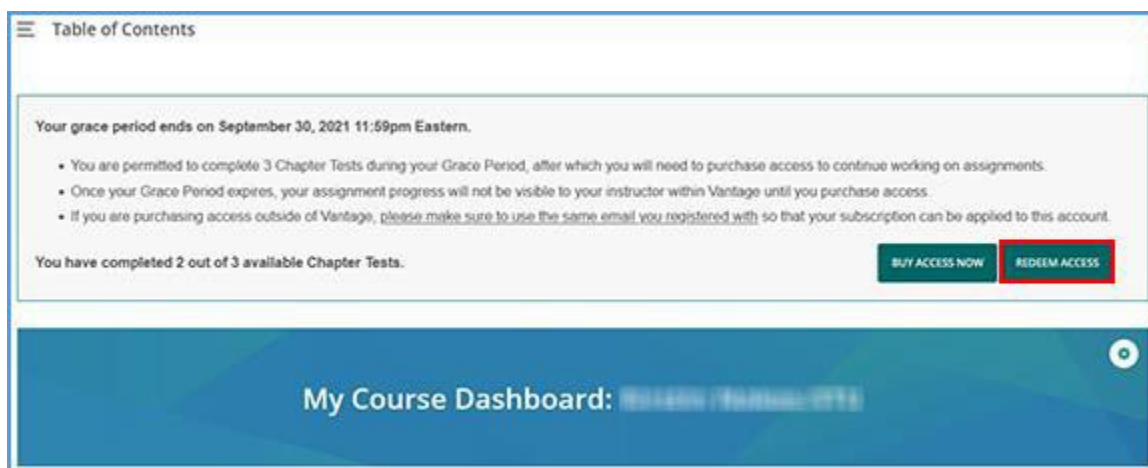 Table of Contents
Your grace period ends on September 30, 2021 11:59pm Eastern.
• You are permitted to complete 3 Chapter Tests during your Grace Period, after which you will need to purchase access to continue working on assignments.
• Once your Grace Period expires, your assignment progress will not be visible to your instructor within Vantage until you purchase access.
• If you are purchasing access outside of Vantage, please make sure to use the same email you registered with so that your subscription can be applied to this account.
You have completed 2 out of 3 available Chapter Tests.
BUY ACCESS NOW
REDEEM ACCESS
My Course Dashboard: